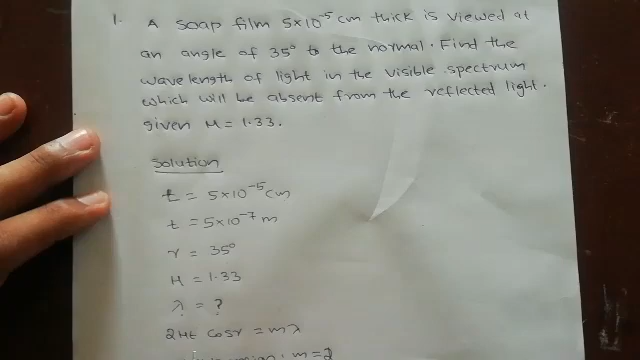 1. A soap film 5×10⁻⁵ cm thick is viewed at
an angle of 35° to the normal. Find the
wavelength of light in the visible spectrum
which will be absent from the reflected light.
given μ = 1.33.
Solution
t = 5×10⁻⁵ cm
t = 5×10⁻⁷ m
r = 35°
μ = 1.33
λ = ?
2μt cosr = mλ
m=2